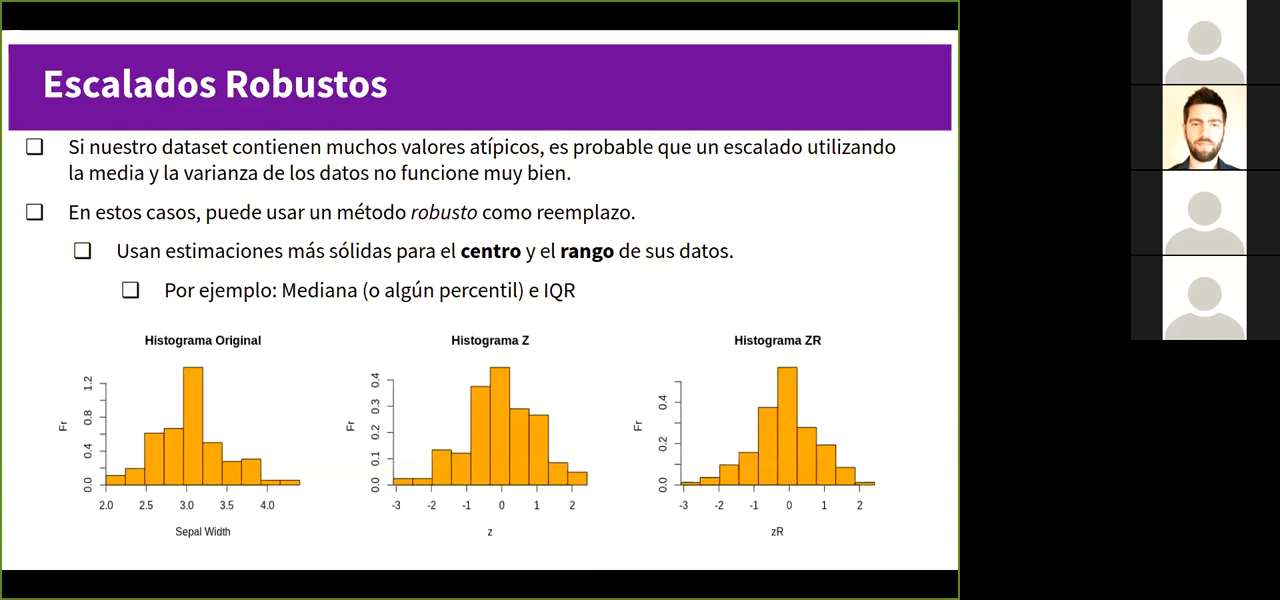 Escalados Robustos
❏ Si nuestro dataset contienen muchos valores atípicos, es probable que un escalado utilizando
la media y la varianza de los datos no funcione muy bien.
❏ En estos casos, puede usar un método robusto como reemplazo.
❏ Usan estimaciones más sólidas para el centro y el rango de sus datos.
❏ Por ejemplo: Mediana (o algún percentil) e IQR
Histograma Original
Fr
0.0 0.4 0.8 1.2
2.0 2.5 3.0 3.5 4.0
Sepal Width
Histograma Z
Fr
0.0 0.1 0.2 0.3 0.4
-3 -2 -1 0 1 2
z
Histograma ZR
Fr
0.0 0.2 0.4
-3 -2 -1 0 1 2
zR